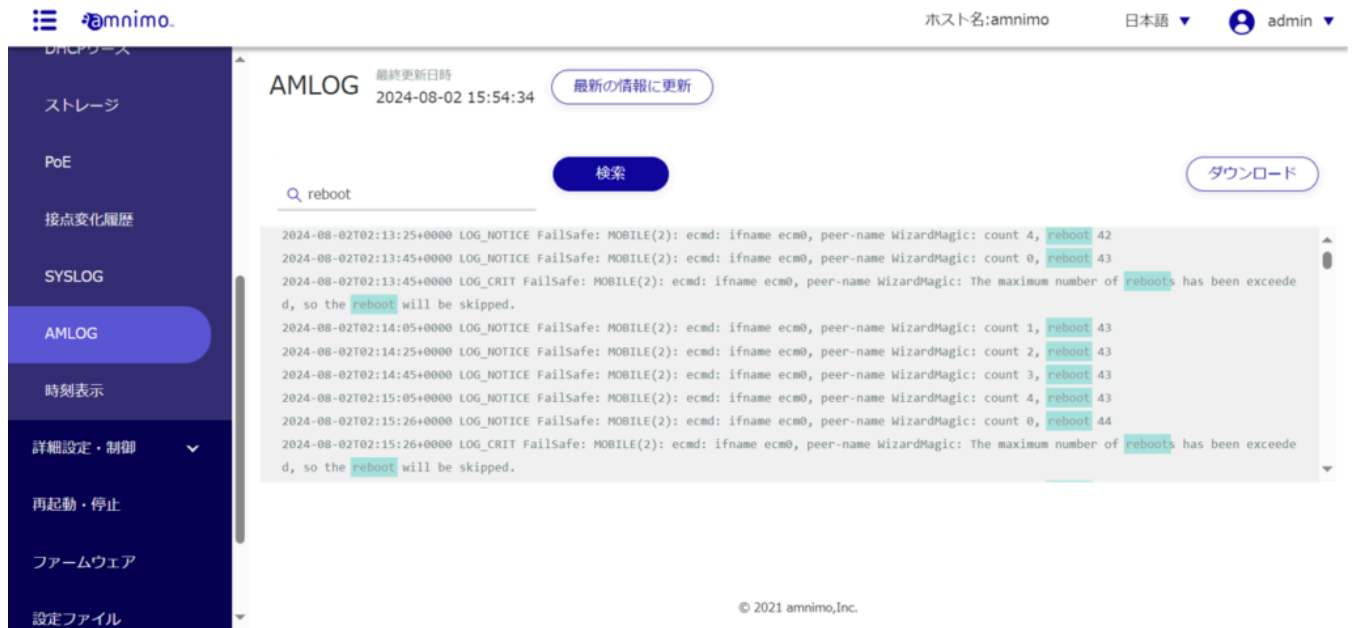 amnimo
ホスト名:amnimo
日本語 ▼
admin ▼
DHCPリース
ストレージ
PoE
接点変化履歴
SYSLOG
AMLOG
時刻表示
詳細設定・制御
再起動・停止
ファームウェア
設定ファイル
AMLOG
最終更新日時
2024-08-02 15:54:34
最新の情報に更新
reboot
検索
ダウンロード
2024-08-02T02:13:25+0000 LOG_NOTICE FailSafe: MOBILE(2): ecmd: ifname ecm0, peer-name WizardMagic: count 4, reboot 42
2024-08-02T02:13:45+0000 LOG_NOTICE FailSafe: MOBILE(2): ecmd: ifname ecm0, peer-name WizardMagic: count 0, reboot 43
2024-08-02T02:13:45+0000 LOG_CRIT FailSafe: MOBILE(2): ecmd: ifname ecm0, peer-name WizardMagic: The maximum number of reboots has been exceede
d, so the reboot will be skipped.
2024-08-02T02:14:05+0000 LOG_NOTICE FailSafe: MOBILE(2): ecmd: ifname ecm0, peer-name WizardMagic: count 1, reboot 43
2024-08-02T02:14:25+0000 LOG_NOTICE FailSafe: MOBILE(2): ecmd: ifname ecm0, peer-name WizardMagic: count 2, reboot 43
2024-08-02T02:14:45+0000 LOG_NOTICE FailSafe: MOBILE(2): ecmd: ifname ecm0, peer-name WizardMagic: count 3, reboot 43
2024-08-02T02:15:05+0000 LOG_NOTICE FailSafe: MOBILE(2): ecmd: ifname ecm0, peer-name WizardMagic: count 4, reboot 43
2024-08-02T02:15:26+0000 LOG_NOTICE FailSafe: MOBILE(2): ecmd: ifname ecm0, peer-name WizardMagic: count 0, reboot 44
2024-08-02T02:15:26+0000 LOG_CRIT FailSafe: MOBILE(2): ecmd: ifname ecm0, peer-name WizardMagic: The maximum number of reboots has been exceede
d, so the reboot will be skipped.
© 2021 amnimo,Inc.